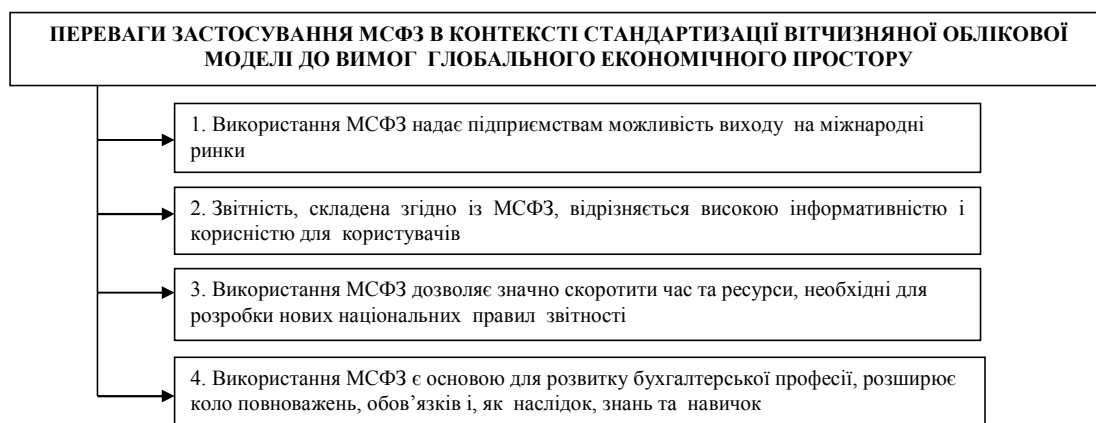 ПЕРЕВАГИ ЗАСТОСУВАННЯ МСФЗ В КОНТЕКСТІ СТАНДАРТИЗАЦІЇ ВІТЧИЗНЯНОЇ ОБЛІКОВОЇ
МОДЕЛІ ДО ВИМОГ ГЛОБАЛЬНОГО ЕКОНОМІЧНОГО ПРОСТОРУ
1. Використання МСФЗ надає підприємствам можливість виходу на міжнародні
ринки
2. Звітність, складена згідно із МСФЗ, відрізняється високою інформативністю і
корисністю для користувачів
3. Використання МСФЗ дозволяє значно скоротити час та ресурси, необхідні для
розробки нових національних правил звітності
4. Використання МСФЗ є основою для розвитку бухгалтерської професії, розширює
коло повноважень, обов’язків і, як наслідок, знань та навичок